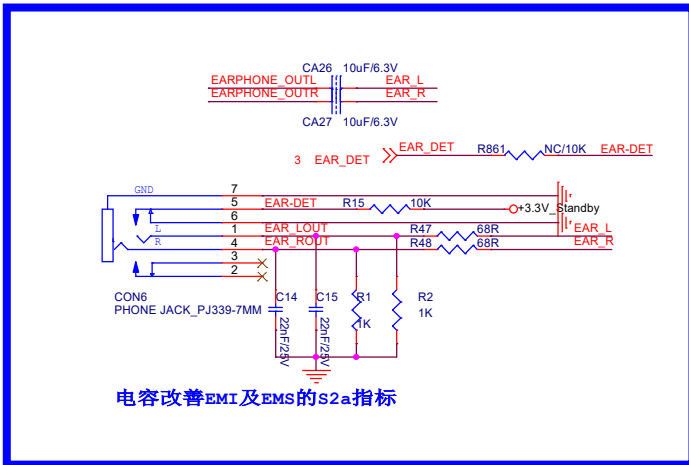 CA26 10uF/6.3V
EARPHONE_OUTL EAR_L
EARPHONE_OUTR EAR_R
CA27 10uF/6.3V
3 EAR_DET EAR_DET R861 NC/10K EAR-DET
GND 7
5 EAR-DET R15 10K +3.3V_Standby
6
L 1 EAR_LOUT R47 68R EAR_L
R 4 EAR_ROUT R48 68R EAR_R
3
2
CON6 C14 C15 R1 R2
PHONE JACK_PJ339-7MM 22nF/25V 22nF/25V 1K 1K
电容改善EMI及EMS的S2a指标